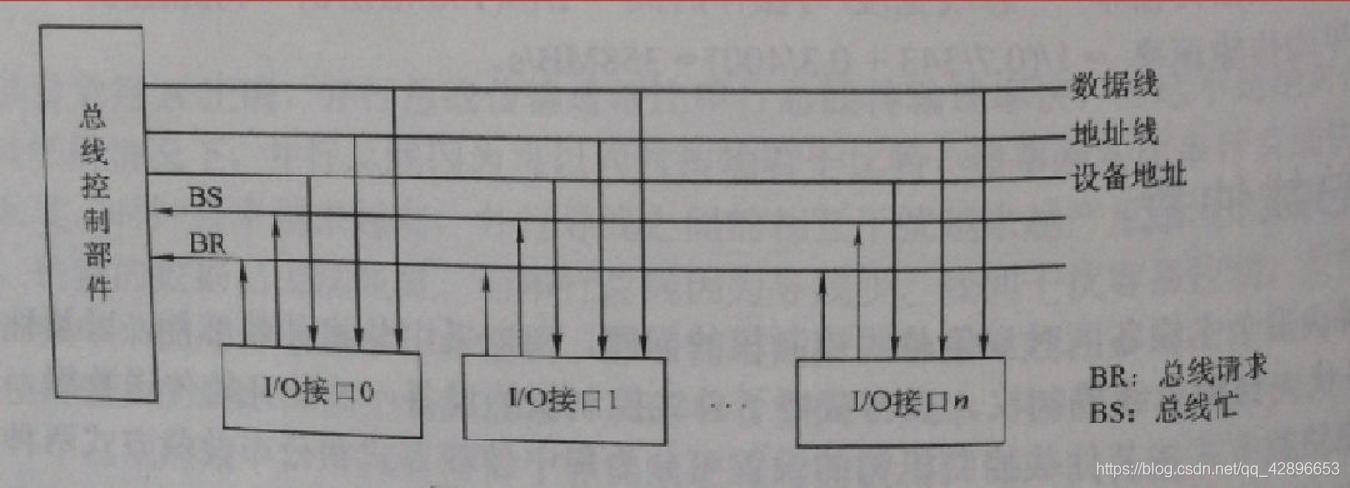 数据线
地址线
设备地址
总线控制部件
BS
BR
I/O接口0
I/O接口1
...
I/O接口n
BR：总线请求
BS：总线忙
https://blog.csdn.net/qq_42896653